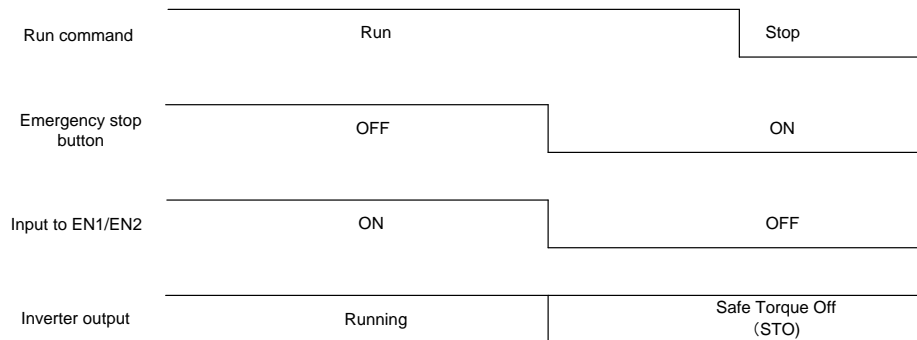 Run command
Run
Stop
Emergency stop
button
OFF
ON
Input to EN1/EN2
ON
OFF
Inverter output
Running
Safe Torque Off
（STO)